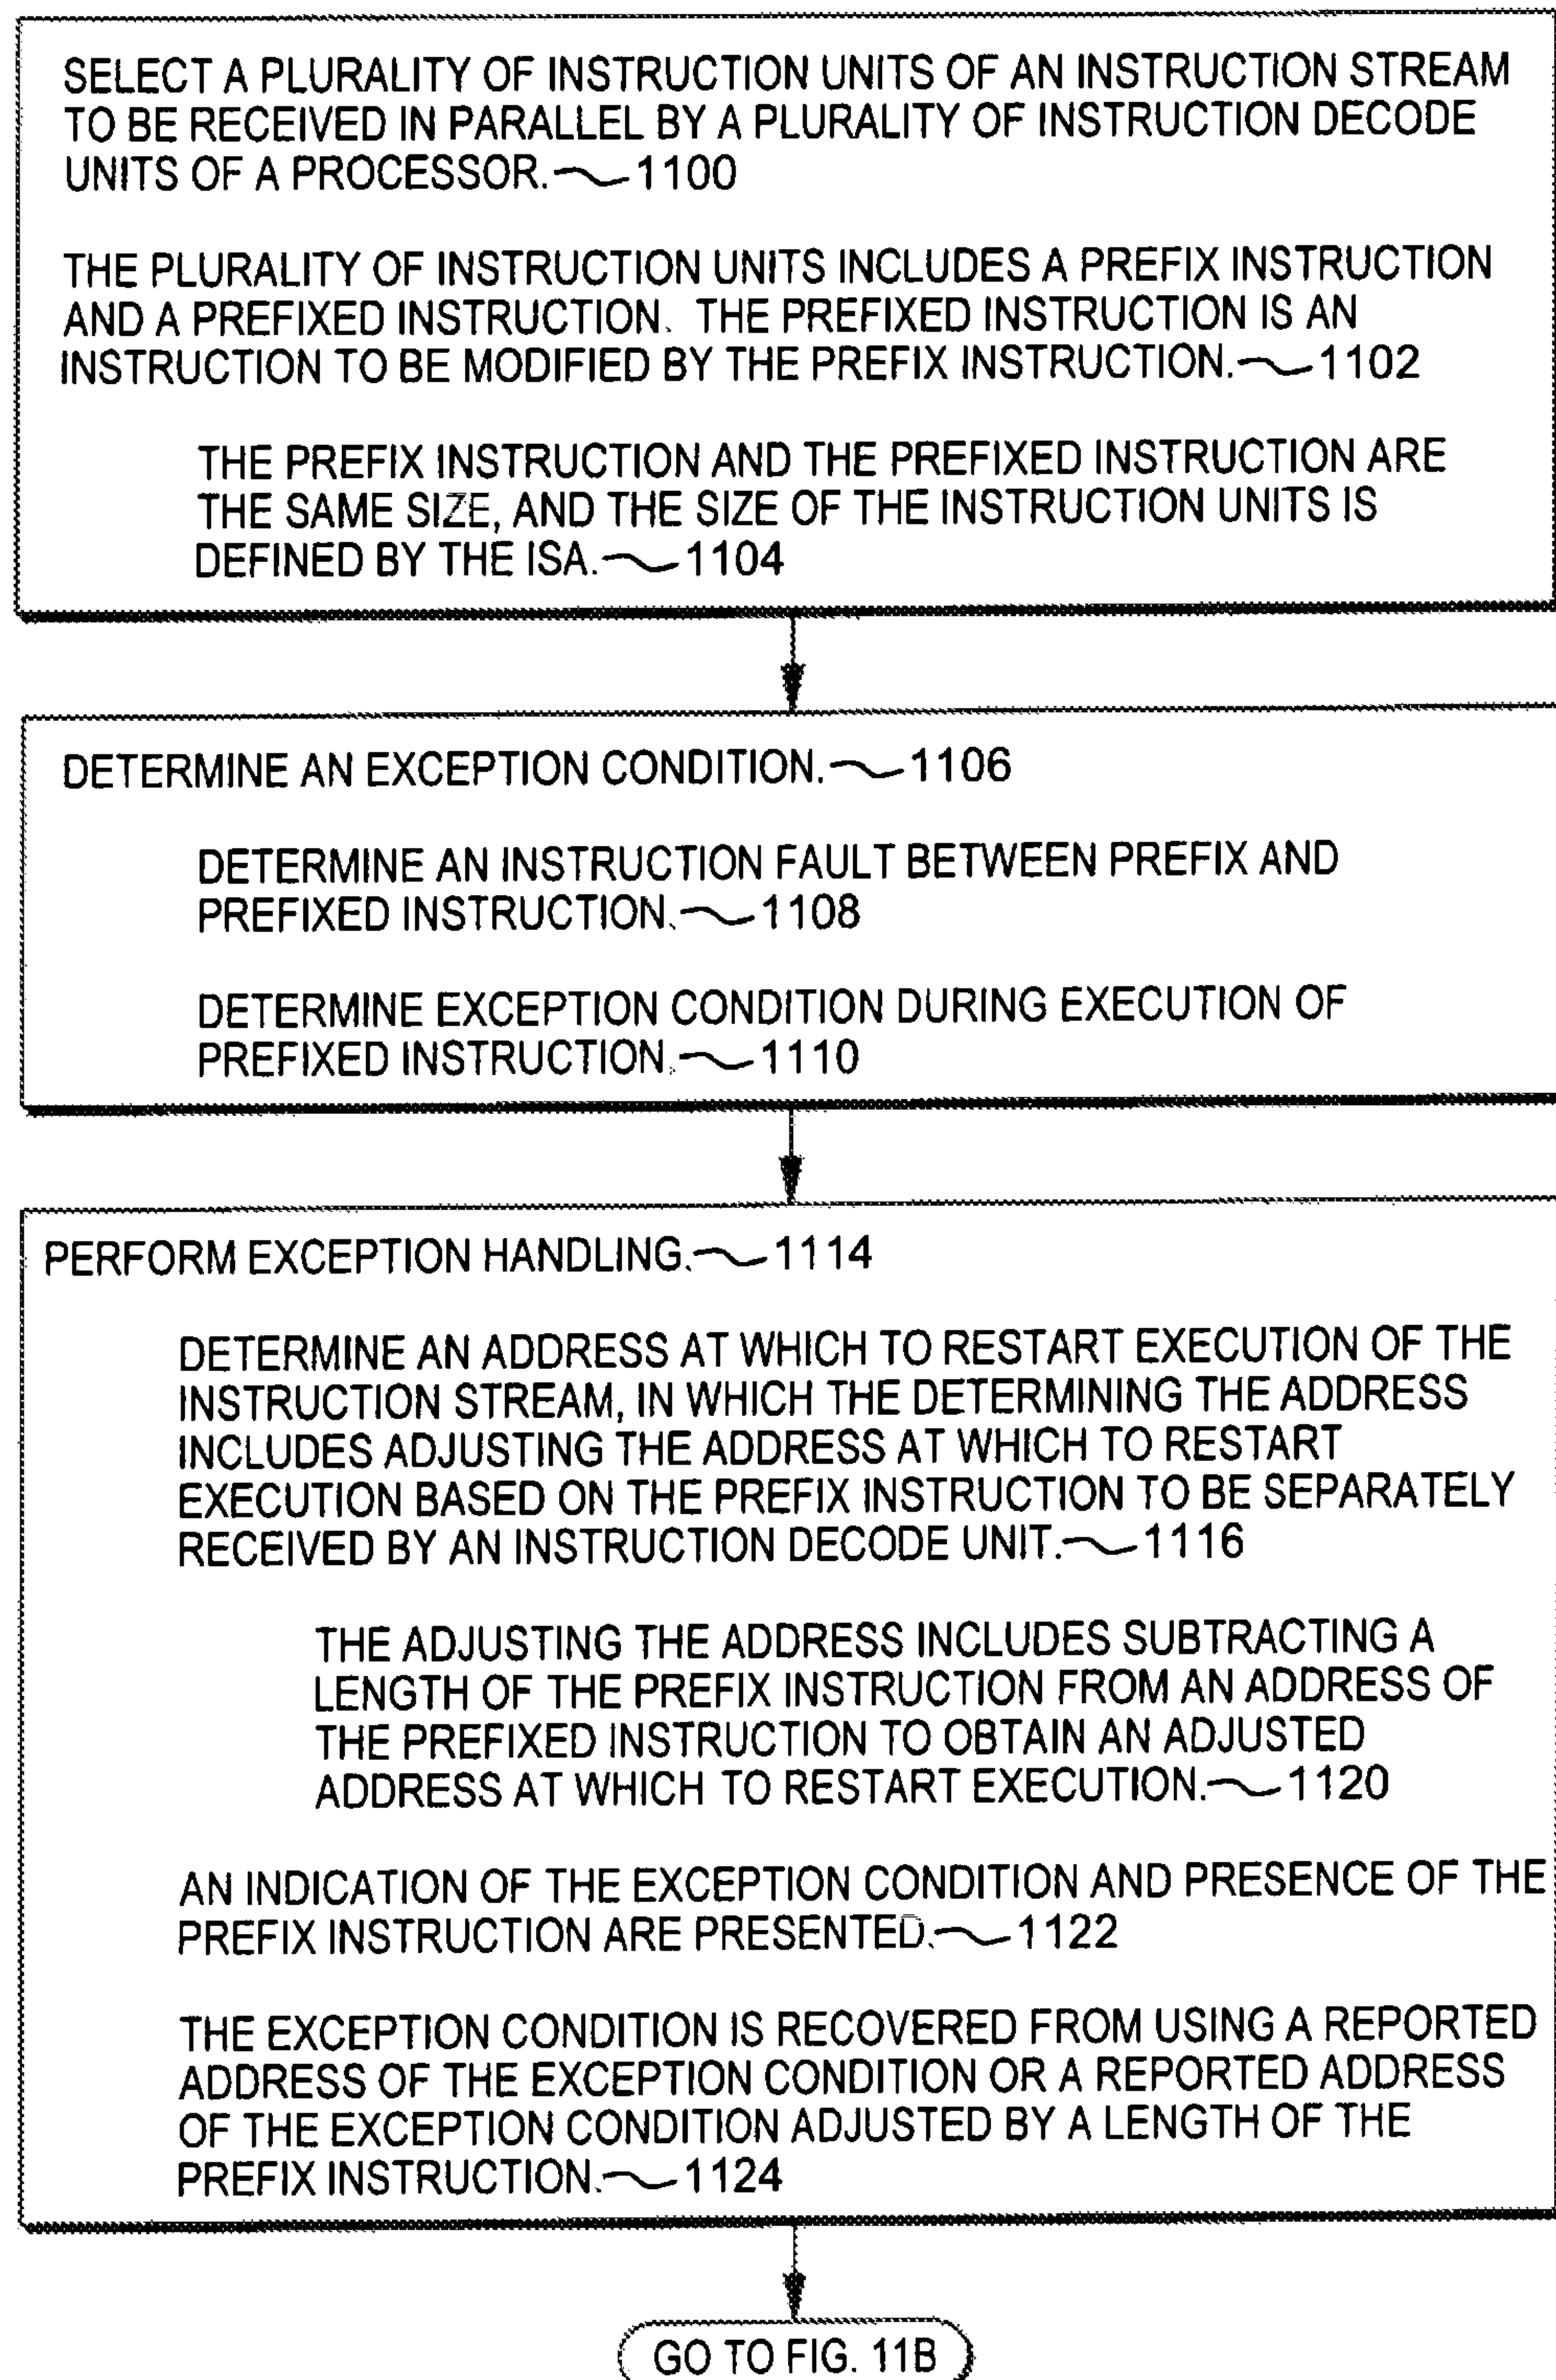 SELECT A PLURALITY OF INSTRUCTION UNITS OF AN INSTRUCTION STREAM
TO BE RECEIVED IN PARALLEL BY A PLURALITY OF INSTRUCTION DECODE
UNITS OF A PROCESSOR. 1100
THE PLURALITY OF INSTRUCTION UNITS INCLUDES A PREFIX INSTRUCTION
AND A PREFIXED INSTRUCTION. THE PREFIXED INSTRUCTION IS AN
INSTRUCTION TO BE MODIFIED BY THE PREFIX INSTRUCTION. 1102
THE PREFIX INSTRUCTION AND THE PREFIXED INSTRUCTION ARE
THE SAME SIZE, AND THE SIZE OF THE INSTRUCTION UNITS IS
DEFINED BY THE ISA. 1104
DETERMINE AN EXCEPTION CONDITION. 1106
DETERMINE AN INSTRUCTION FAULT BETWEEN PREFIX AND
PREFIXED INSTRUCTION. 1108
DETERMINE EXCEPTION CONDITION DURING EXECUTION OF
PREFIXED INSTRUCTION. 1110
PERFORM EXCEPTION HANDLING. 1114
DETERMINE AN ADDRESS AT WHICH TO RESTART EXECUTION OF THE
INSTRUCTION STREAM, IN WHICH THE DETERMINING THE ADDRESS
INCLUDES ADJUSTING THE ADDRESS AT WHICH TO RESTART
EXECUTION BASED ON THE PREFIX INSTRUCTION TO BE SEPARATELY
RECEIVED BY AN INSTRUCTION DECODE UNIT. 1116
THE ADJUSTING THE ADDRESS INCLUDES SUBTRACTING A
LENGTH OF THE PREFIX INSTRUCTION FROM AN ADDRESS OF
THE PREFIXED INSTRUCTION TO OBTAIN AN ADJUSTED
ADDRESS AT WHICH TO RESTART EXECUTION. 1120
AN INDICATION OF THE EXCEPTION CONDITION AND PRESENCE OF THE
PREFIX INSTRUCTION ARE PRESENTED. 1122
THE EXCEPTION CONDITION IS RECOVERED FROM USING A REPORTED
ADDRESS OF THE EXCEPTION CONDITION OR A REPORTED ADDRESS
OF THE EXCEPTION CONDITION ADJUSTED BY A LENGTH OF THE
PREFIX INSTRUCTION. 1124
GO TO FIG. 11B